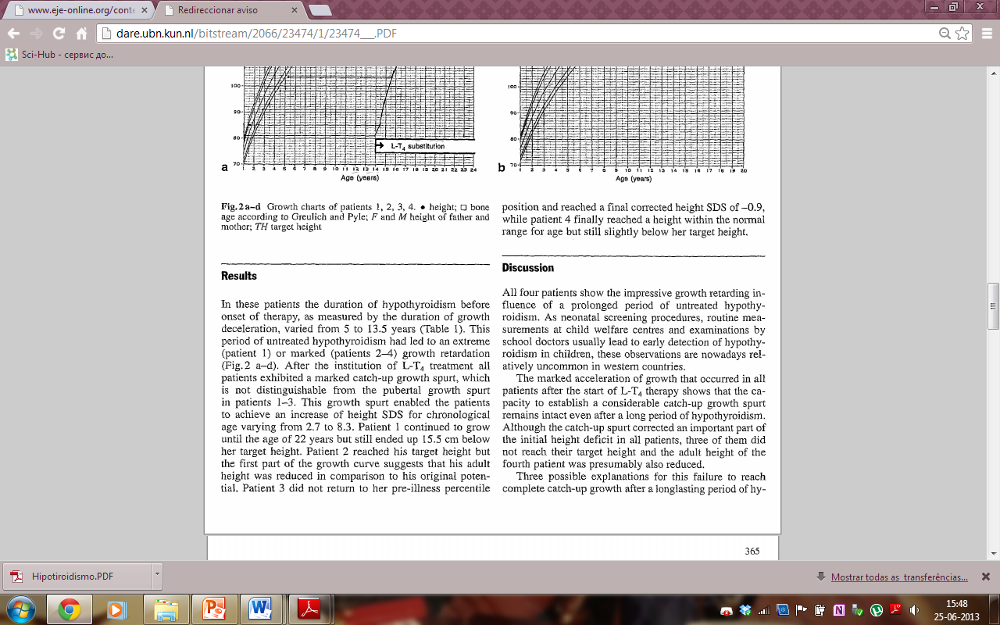 www.eje-online.org/conte
Redireccionar aviso
dare.ubn.kun.nl/bitstream/2066/23474/1/23474__.PDF
Sci-Hub - сервис до...
100
90
80
70
L-T4 substitution
a
1 2 3 4 5 6 7 8 9 10 11 12 13 14 15 16 17 18 19 20 21 22 23 24
Age (years)
100
90
80
70
b
1 2 3 4 5 6 7 8 9 10 11 12 13 14 15 16 17 18 19 20
Age (years)
Fig. 2 a–d Growth charts of patients 1, 2, 3, 4. • height; □ bone
age according to Greulich and Pyle; F and M height of father and
mother; TH target height
Results
In these patients the duration of hypothyroidism before
onset of therapy, as measured by the duration of growth
deceleration, varied from 5 to 13.5 years (Table 1). This
period of untreated hypothyroidism had led to an extreme
(patient 1) or marked (patients 2–4) growth retardation
(Fig. 2 a–d). After the institution of L-T4 treatment all
patients exhibited a marked catch-up growth spurt, which
is not distinguishable from the pubertal growth spurt
in patients 1–3. This growth spurt enabled the patients
to achieve an increase of height SDS for chronological
age varying from 2.7 to 8.3. Patient 1 continued to grow
until the age of 22 years but still ended up 15.5 cm below
her target height. Patient 2 reached his target height but
the first part of the growth curve suggests that his adult
height was reduced in comparison to his original poten-
tial. Patient 3 did not return to her pre-illness percentile
position and reached a final corrected height SDS of –0.9,
while patient 4 finally reached a height within the normal
range for age but still slightly below her target height.
Discussion
All four patients show the impressive growth retarding in-
fluence of a prolonged period of untreated hypothy-
roidism. As neonatal screening procedures, routine mea-
surements at child welfare centres and examinations by
school doctors usually lead to early detection of hypothy-
roidism in children, these observations are nowadays rel-
atively uncommon in western countries.
The marked acceleration of growth that occurred in all
patients after the start of L-T4 therapy shows that the ca-
pacity to establish a considerable catch-up growth spurt
remains intact even after a long period of hypothyroidism.
Although the catch-up spurt corrected an important part of
the initial height deficit in all patients, three of them did
not reach their target height and the adult height of the
fourth patient was presumably also reduced.
Three possible explanations for this failure to reach
complete catch-up growth after a longlasting period of hy-
365
Hipotiroidismo.PDF
Mostrar todas as transferências...
15:48
25-06-2013